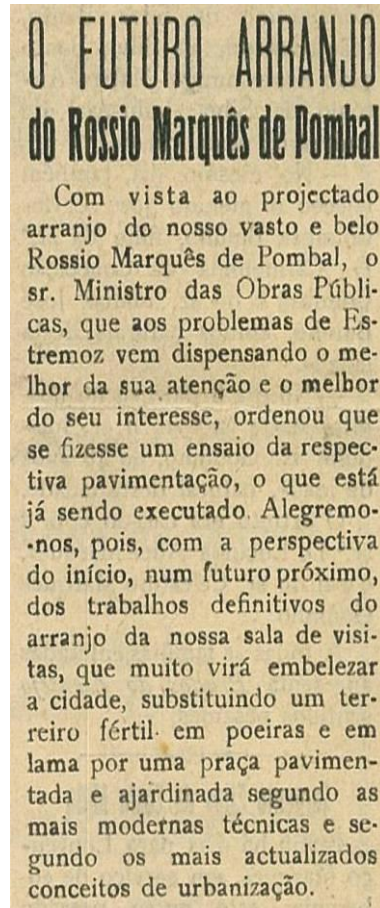 O FUTURO ARRANJO
do Rossio Marquês de Pombal
Com vista ao projectado
arranjo do nosso vasto e belo
Rossio Marquês de Pombal, o
sr. Ministro das Obras Públi-
cas, que aos problemas de Es-
tremoz vem dispensando o me-
lhor da sua atenção e o melhor
do seu interesse, ordenou que
se fizesse um ensaio da respec-
tiva pavimentação, o que está
já sendo executado. Alegremo-
-nos, pois, com a perspectiva
do início, num futuro próximo,
dos trabalhos definitivos do
arranjo da nossa sala de visi-
tas, que muito virá embelezar
a cidade, substituindo um ter-
reiro fértil em poeiras e em
lama por uma praça pavimen-
tada e ajardinada segundo as
mais modernas técnicas e se-
gundo os mais actualizados
conceitos de urbanização.